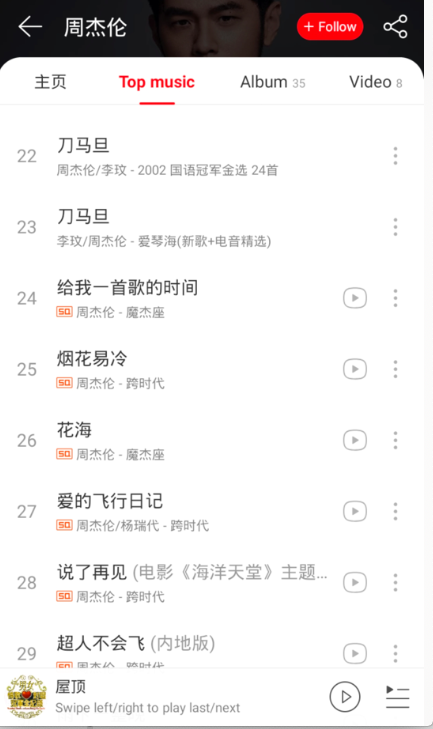 周杰伦
+ Follow
主页
Top music
Album 35
Video 8
22
刀马旦
周杰伦/李玟 - 2002 国语冠军金选 24首
23
刀马旦
李玟/周杰伦 - 爱琴海(新歌+电音精选)
24
给我一首歌的时间
SQ 周杰伦 - 魔杰座
25
烟花易冷
SQ 周杰伦 - 跨时代
26
花海
SQ 周杰伦 - 魔杰座
27
爱的飞行日记
SQ 周杰伦/杨瑞代 - 跨时代
28
说了再见 (电影《海洋天堂》主题...
SQ 周杰伦 - 跨时代
29
超人不会飞 (内地版)
SQ 周杰伦 - 跨时代
屋顶
Swipe left/right to play last/next